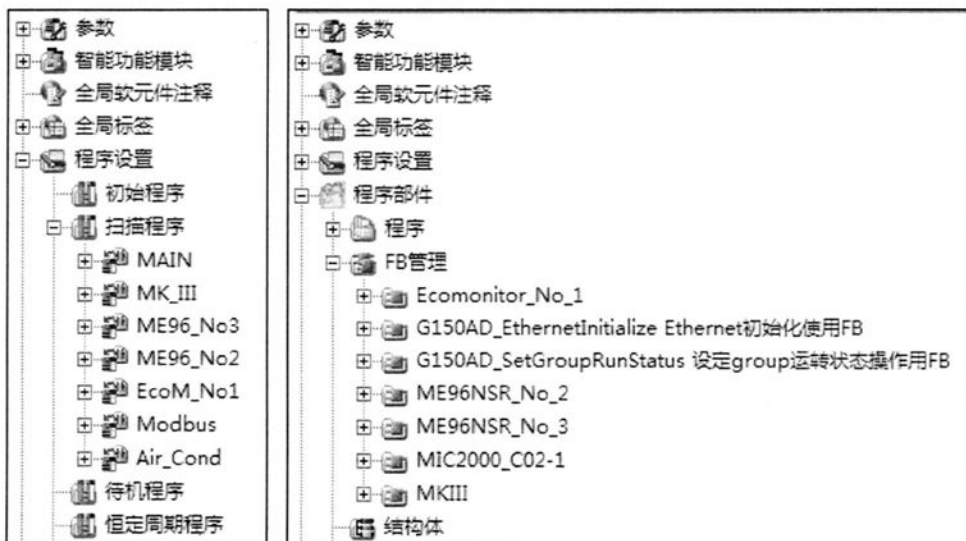 参数
智能功能模块
全局软元件注释
全局标签
程序设置
初始程序
扫描程序
MAIN
MK_III
ME96_No3
ME96_No2
EcoM_No1
Modbus
Air_Cond
待机程序
恒定周期程序
参数
智能功能模块
全局软元件注释
全局标签
程序设置
程序部件
程序
FB管理
Ecomonitor_No_1
G150AD_EthernetInitialize Ethernet初始化使用FB
G150AD_SetGroupRunStatus 设定group运转状态操作用FB
ME96NSR_No_2
ME96NSR_No_3
MIC2000_C02-1
MKIII
结构体